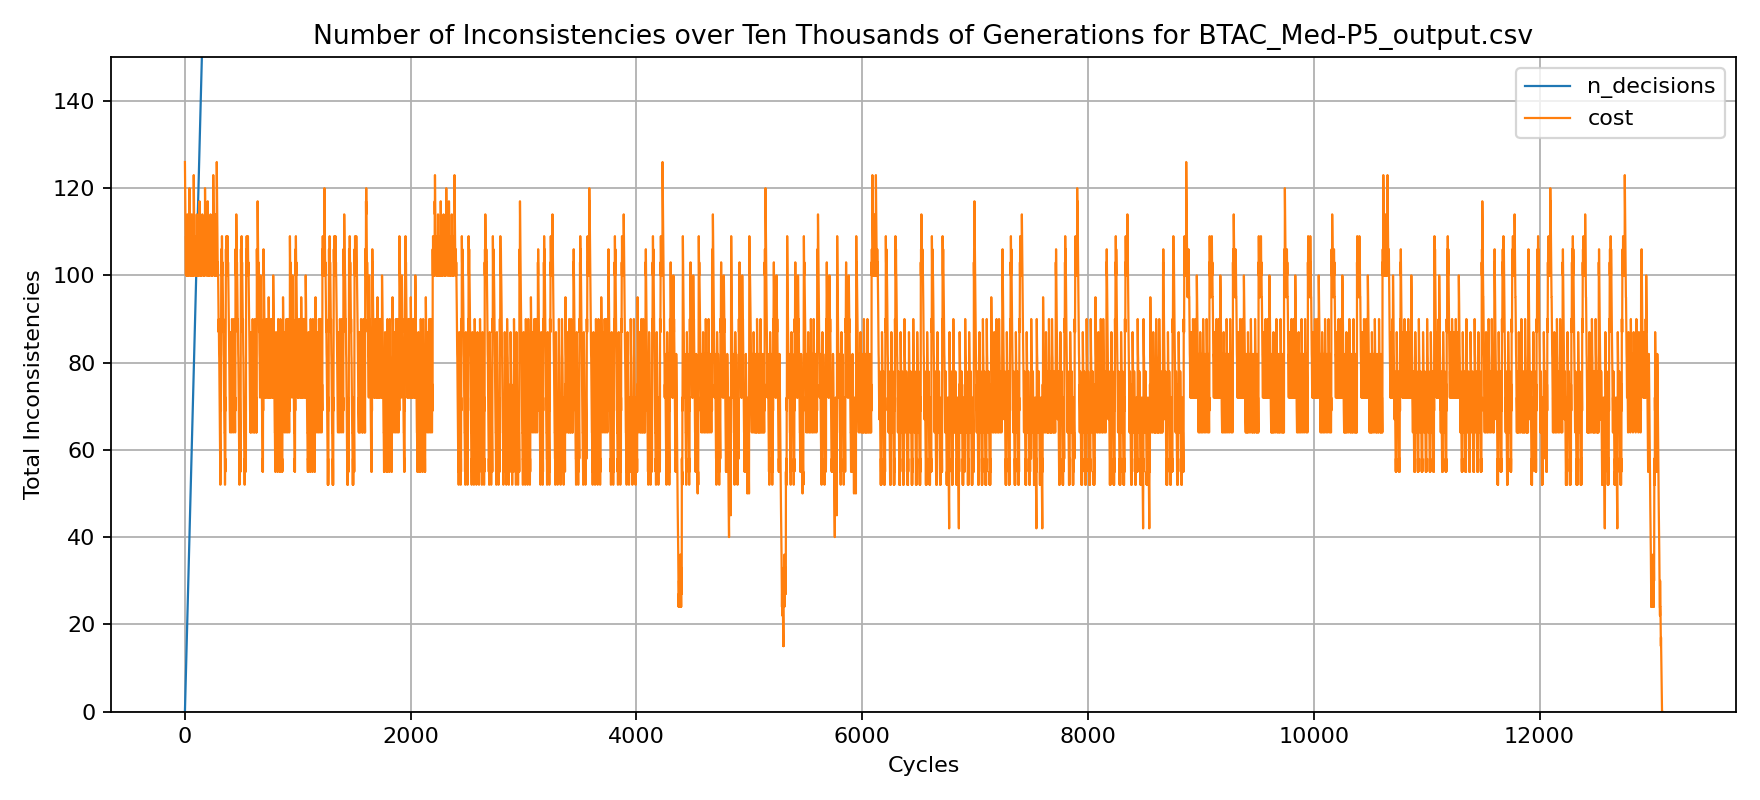 Number of Inconsistencies over Ten Thousands of Generations for BTAC_Med-P5_output.csv
n_decisions
cost
Total Inconsistencies
140
120
100
80
60
40
20
0
0 2000 4000 6000 8000 10000 12000
Cycles